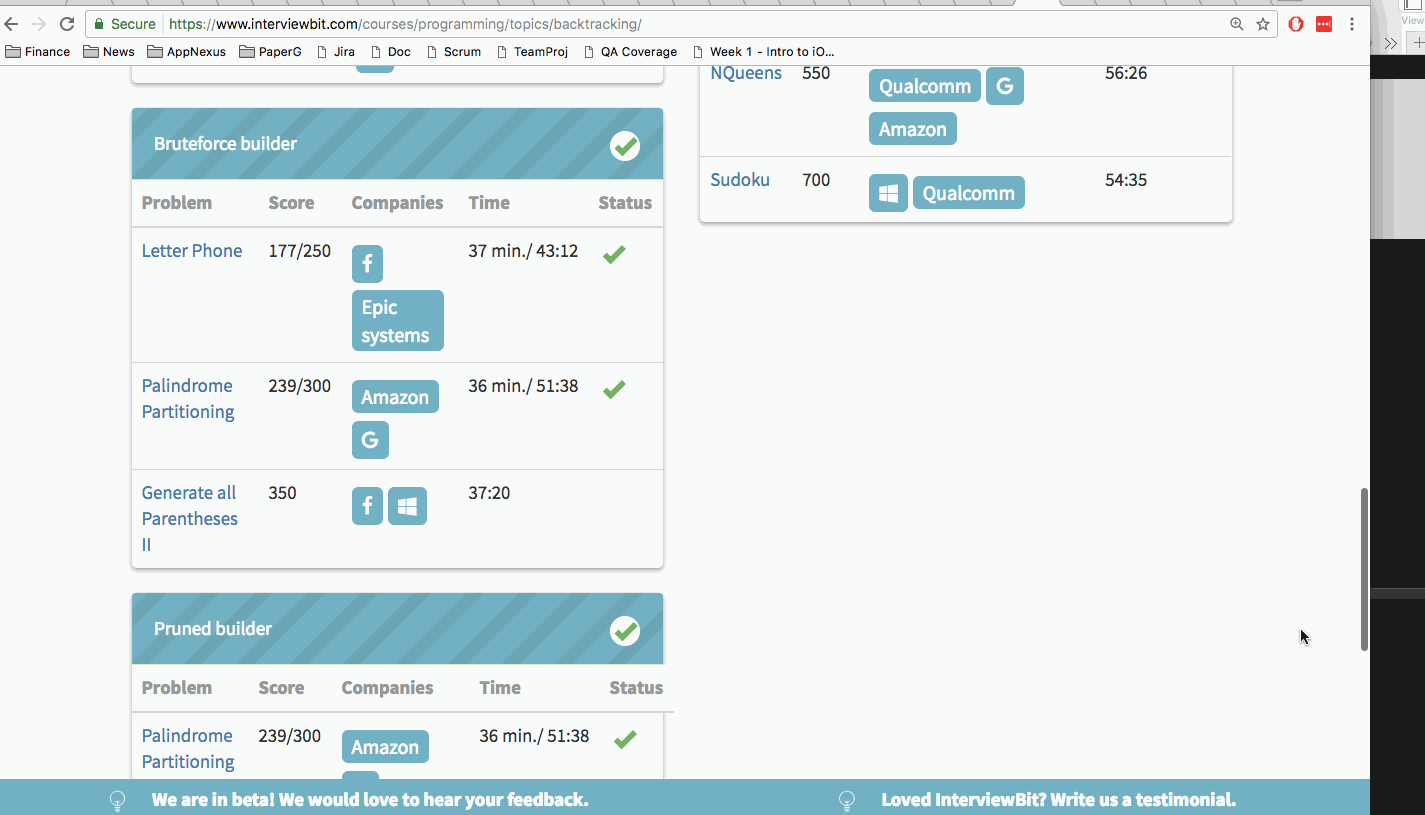 View
Secure https://www.interviewbit.com/courses/programming/topics/backtracking/
Finance News AppNexus PaperG Jira Doc Scrum TeamProj QA Coverage Week 1 - Intro to iO...
NQueens 550 Qualcomm G 56:26
Amazon
Sudoku 700 Qualcomm 54:35
Bruteforce builder
Problem Score Companies Time Status
Letter Phone 177/250 f 37 min./ 43:12
Epic
systems
Palindrome 239/300 Amazon 36 min./ 51:38
Partitioning
G
Generate all 350 f 37:20
Parentheses
II
Pruned builder
Problem Score Companies Time Status
Palindrome 239/300 Amazon 36 min./ 51:38
Partitioning
We are in beta! We would love to hear your feedback. Loved InterviewBit? Write us a testimonial.